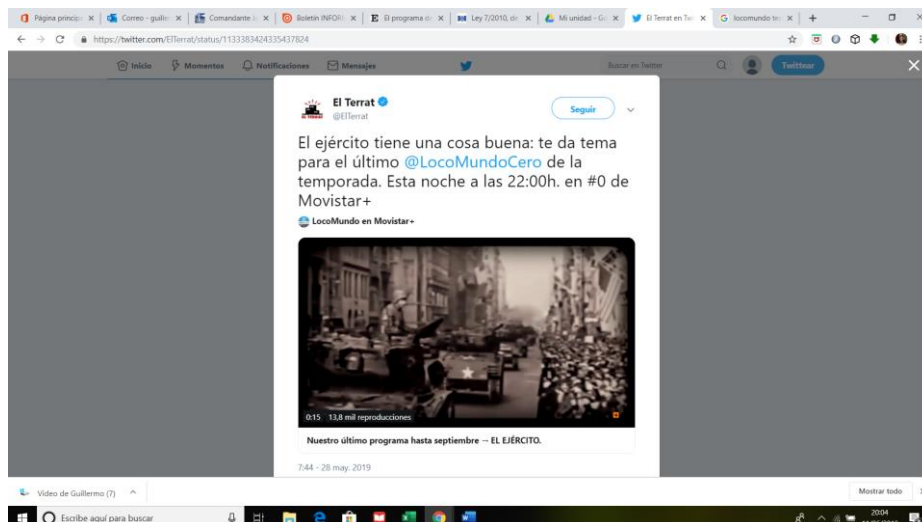 Página princip
Correo - guille
Comandante
Boletín INFOR
El programa d
Ley 7/2010, de
Mi unidad - G
El Terrat en Tw
locomundo te
https://twitter.com/ElTerrat/status/1133383424335437824
Inicio
Momentos
Notificaciones
Mensajes
Buscar en Twitter
Twittear
El Terrat
@ElTerrat
Seguir
El ejército tiene una cosa buena: te da tema
para el último @LocoMundoCero de la
temporada. Esta noche a las 22:00h. en #0 de
Movistar+
LocoMundo en Movistar+
0:15 13,8 mil reproducciones
Nuestro último programa hasta septiembre -- EL EJÉRCITO.
7:44 - 28 may. 2019
Video de Guillermo (7)
Mostrar todo
Escribe aquí para buscar
20:04